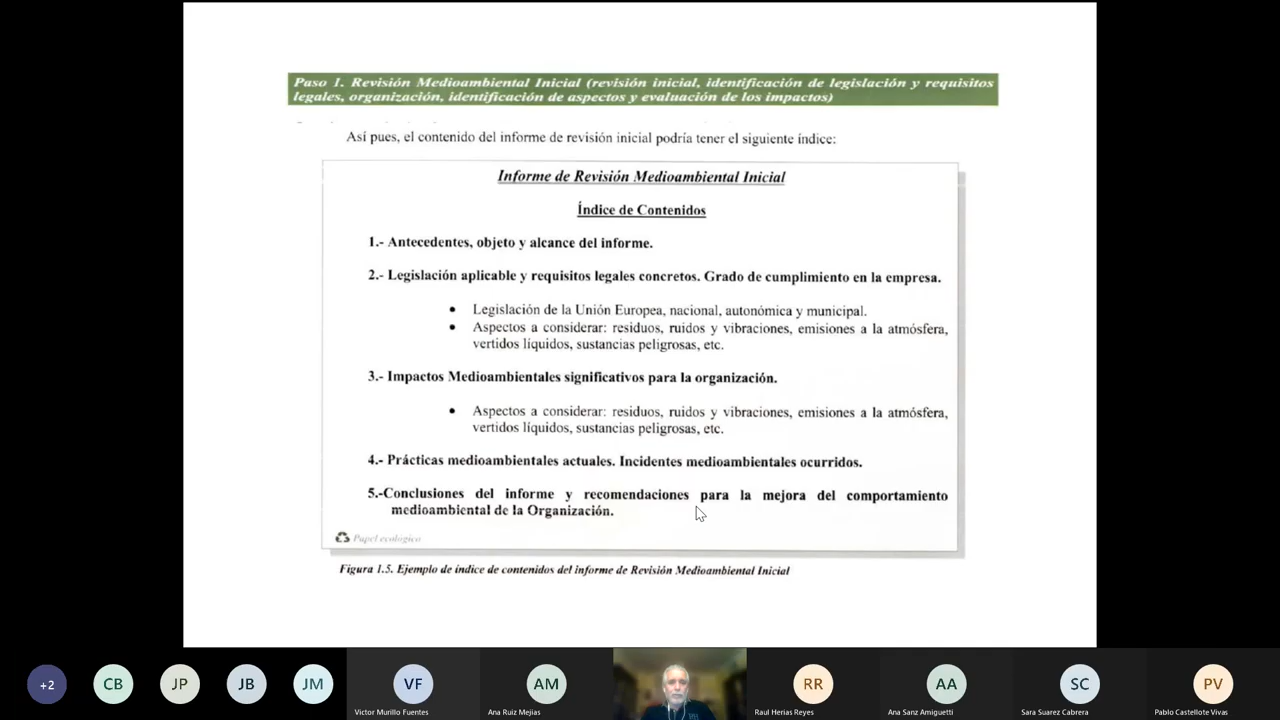 Paso 1. Revisión Medioambiental Inicial (revisión inicial, identificación de legislación y requisitos
legales, organización, identificación de aspectos y evaluación de los impactos)
Así pues, el contenido del informe de revisión inicial podría tener el siguiente índice:
Informe de Revisión Medioambiental Inicial
Índice de Contenidos
1.- Antecedentes, objeto y alcance del informe.
2.- Legislación aplicable y requisitos legales concretos. Grado de cumplimiento en la empresa.
• Legislación de la Unión Europea, nacional, autonómica y municipal.
• Aspectos a considerar: residuos, ruidos y vibraciones, emisiones a la atmósfera,
vertidos líquidos, sustancias peligrosas, etc.
3.- Impactos Medioambientales significativos para la organización.
• Aspectos a considerar: residuos, ruidos y vibraciones, emisiones a la atmósfera,
vertidos líquidos, sustancias peligrosas, etc.
4.- Prácticas medioambientales actuales. Incidentes medioambientales ocurridos.
5.-Conclusiones del informe y recomendaciones para la mejora del comportamiento
medioambiental de la Organización.
Papel ecológico
Figura 1.5. Ejemplo de índice de contenidos del informe de Revisión Medioambiental Inicial
+2 CB JP JB JM VF AM RR AA SC PV
Victor Murillo Fuentes Ana Ruiz Mejias Raul Herias Reyes Ana Sanz Amiguetti Sara Suarez Cabrera Pablo Castellote Vivas